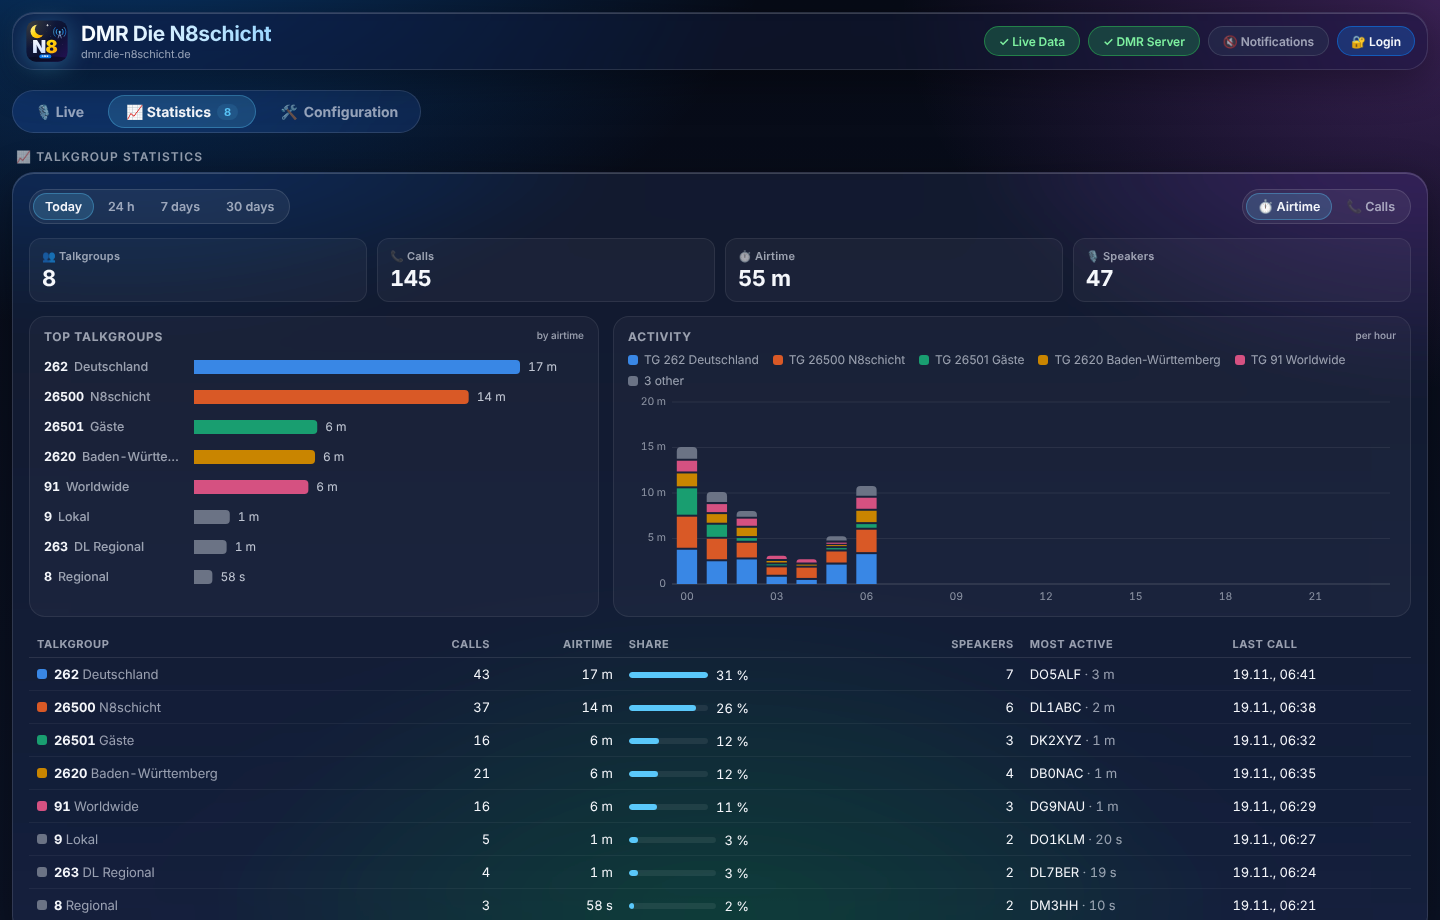 N8
DMR Die N8schicht
dmr.die-n8schicht.de
✓ Live Data
✓ DMR Server
Notifications
Login
Live
Statistics 8
Configuration
TALKGROUP STATISTICS
Today 24 h 7 days 30 days
Airtime Calls
Talkgroups
8
Calls
145
Airtime
55 m
Speakers
47
TOP TALKGROUPS by airtime
262 Deutschland 17 m
26500 N8schicht 14 m
26501 Gäste 6 m
2620 Baden-Württe... 6 m
91 Worldwide 6 m
9 Lokal 1 m
263 DL Regional 1 m
8 Regional 58 s
ACTIVITY per hour
TG 262 Deutschland TG 26500 N8schicht TG 26501 Gäste TG 2620 Baden-Württemberg TG 91 Worldwide
3 other
20 m
15 m
10 m
5 m
0
00 03 06 09 12 15 18 21
TALKGROUP CALLS AIRTIME SHARE SPEAKERS MOST ACTIVE LAST CALL
262 Deutschland 43 17 m 31 % 7 DO5ALF · 3 m 19.11., 06:41
26500 N8schicht 37 14 m 26 % 6 DL1ABC · 2 m 19.11., 06:38
26501 Gäste 16 6 m 12 % 3 DK2XYZ · 1 m 19.11., 06:32
2620 Baden-Württemberg 21 6 m 12 % 4 DB0NAC · 1 m 19.11., 06:35
91 Worldwide 16 6 m 11 % 3 DG9NAU · 1 m 19.11., 06:29
9 Lokal 5 1 m 3 % 2 DO1KLM · 20 s 19.11., 06:27
263 DL Regional 4 1 m 3 % 2 DL7BER · 19 s 19.11., 06:24
8 Regional 3 58 s 2 % 2 DM3HH · 10 s 19.11., 06:21